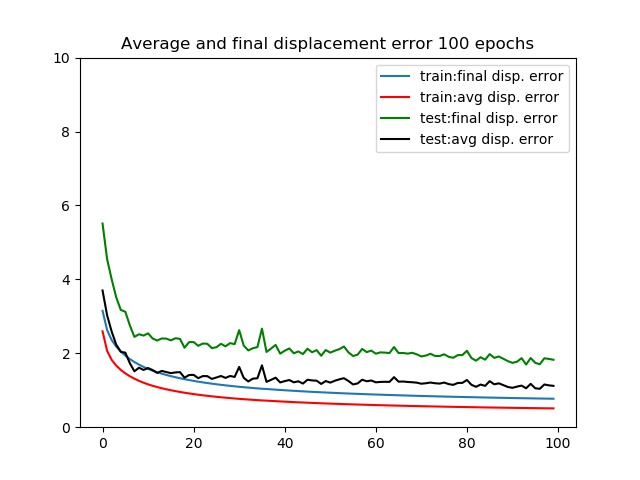 Average and final displacement error 100 epochs
10
train:final disp. error
train:avg disp. error
test:final disp. error
test:avg disp. error
8
6
4
2
0
0 20 40 60 80 100